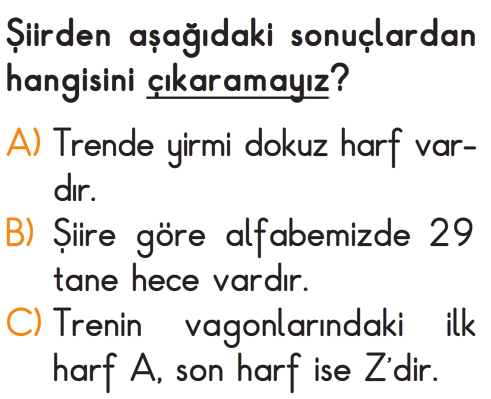 Şiirden aşağıdaki sonuçlardan
hangisini çıkaramayız?
A) Trende yirmi dokuz harf var-
dır.
B) Şiire göre alfabemizde 29
tane hece vardır.
C) Trenin vagonlarındaki ilk
harf A, son harf ise Z'dir.